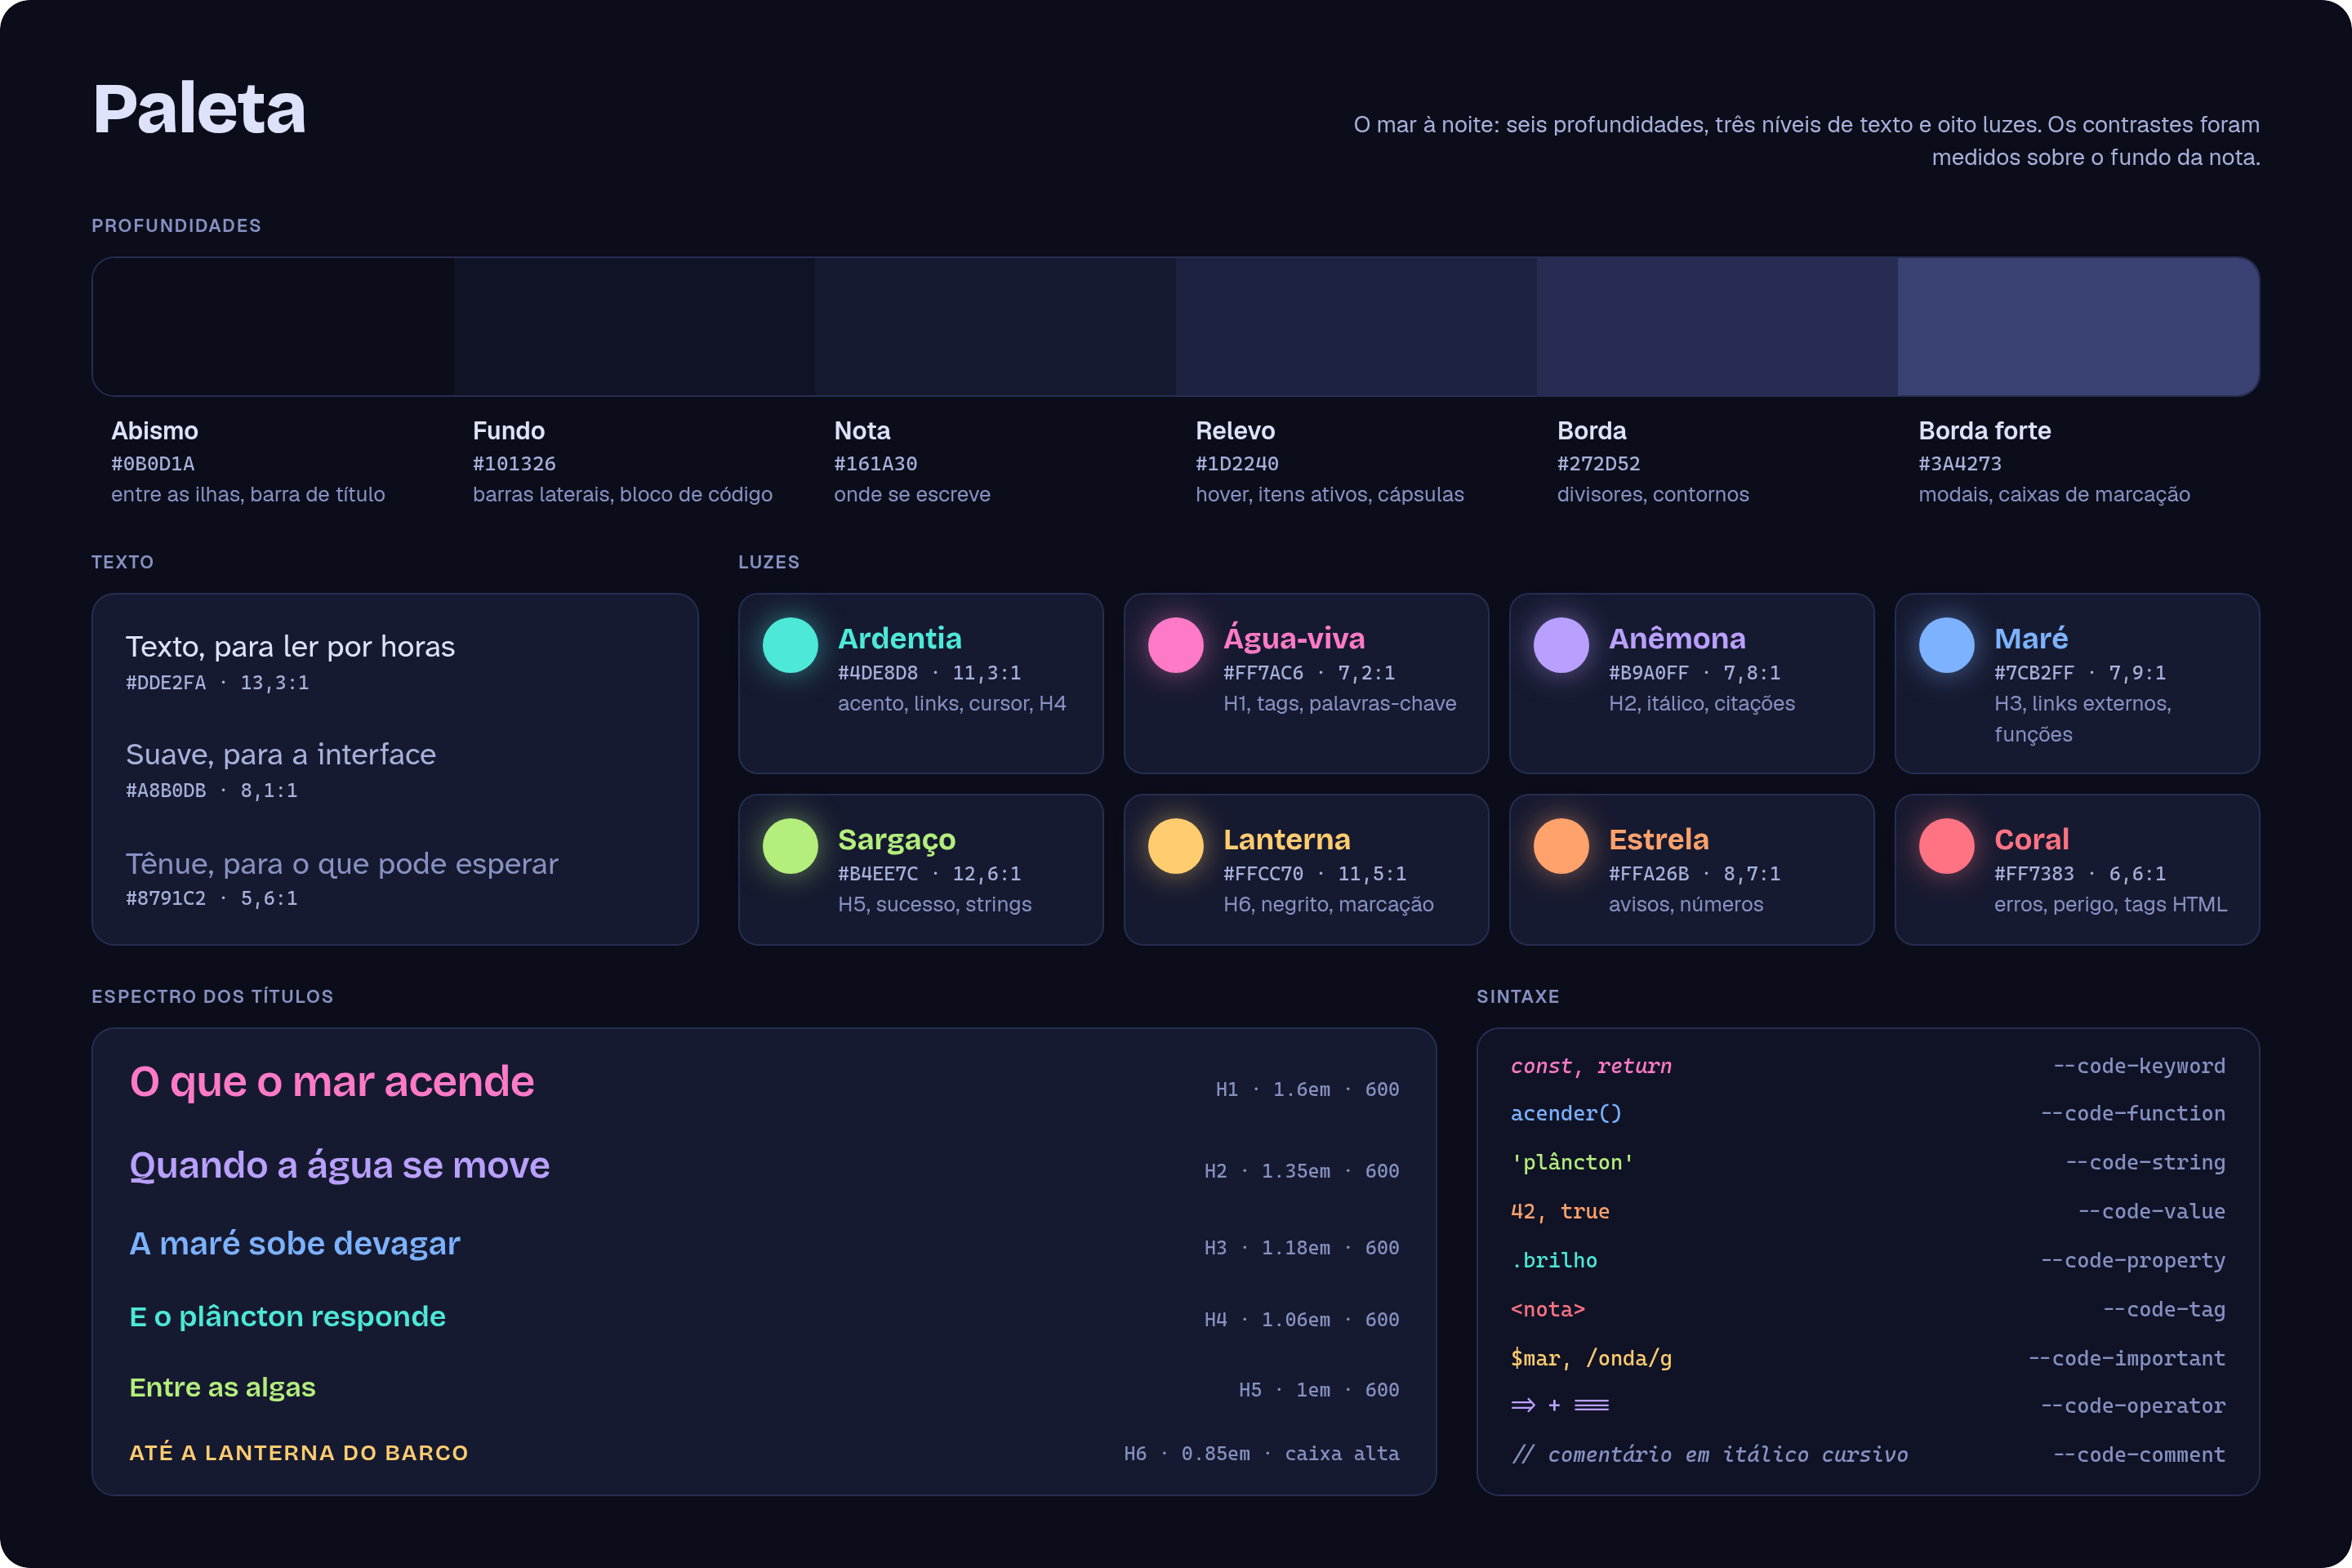 Paleta
O mar à noite: seis profundidades, três níveis de texto e oito luzes. Os contrastes foram
medidos sobre o fundo da nota.
PROFUNDIDADES
Abismo
#0B0D1A
entre as ilhas, barra de título
Fundo
#101326
barras laterais, bloco de código
Nota
#161A30
onde se escreve
Relevo
#1D2240
hover, itens ativos, cápsulas
Borda
#272D52
divisores, contornos
Borda forte
#3A4273
modais, caixas de marcação
TEXTO
Texto, para ler por horas
#DDE2FA · 13,3:1
Suave, para a interface
#A8B0DB · 8,1:1
Tênue, para o que pode esperar
#8791C2 · 5,6:1
LUZES
Ardentia
#4DE8D8 · 11,3:1
acento, links, cursor, H4
Água-viva
#FF7AC6 · 7,2:1
H1, tags, palavras-chave
Anêmona
#B9A0FF · 7,8:1
H2, itálico, citações
Maré
#7CB2FF · 7,9:1
H3, links externos,
funções
Sargaço
#B4EE7C · 12,6:1
H5, sucesso, strings
Lanterna
#FFCC70 · 11,5:1
H6, negrito, marcação
Estrela
#FFA26B · 8,7:1
avisos, números
Coral
#FF7383 · 6,6:1
erros, perigo, tags HTML
ESPECTRO DOS TÍTULOS
O que o mar acende
H1 · 1.6em · 600
Quando a água se move
H2 · 1.35em · 600
A maré sobe devagar
H3 · 1.18em · 600
E o plâncton responde
H4 · 1.06em · 600
Entre as algas
H5 · 1em · 600
ATÉ A LANTERNA DO BARCO
H6 · 0.85em · caixa alta
SINTAXE
const, return
--code-keyword
acender()
--code-function
'plâncton'
--code-string
42, true
--code-value
.brilho
--code-property
<nota>
--code-tag
$mar, /onda/g
--code-important
=> + ===
--code-operator
// comentário em itálico cursivo
--code-comment